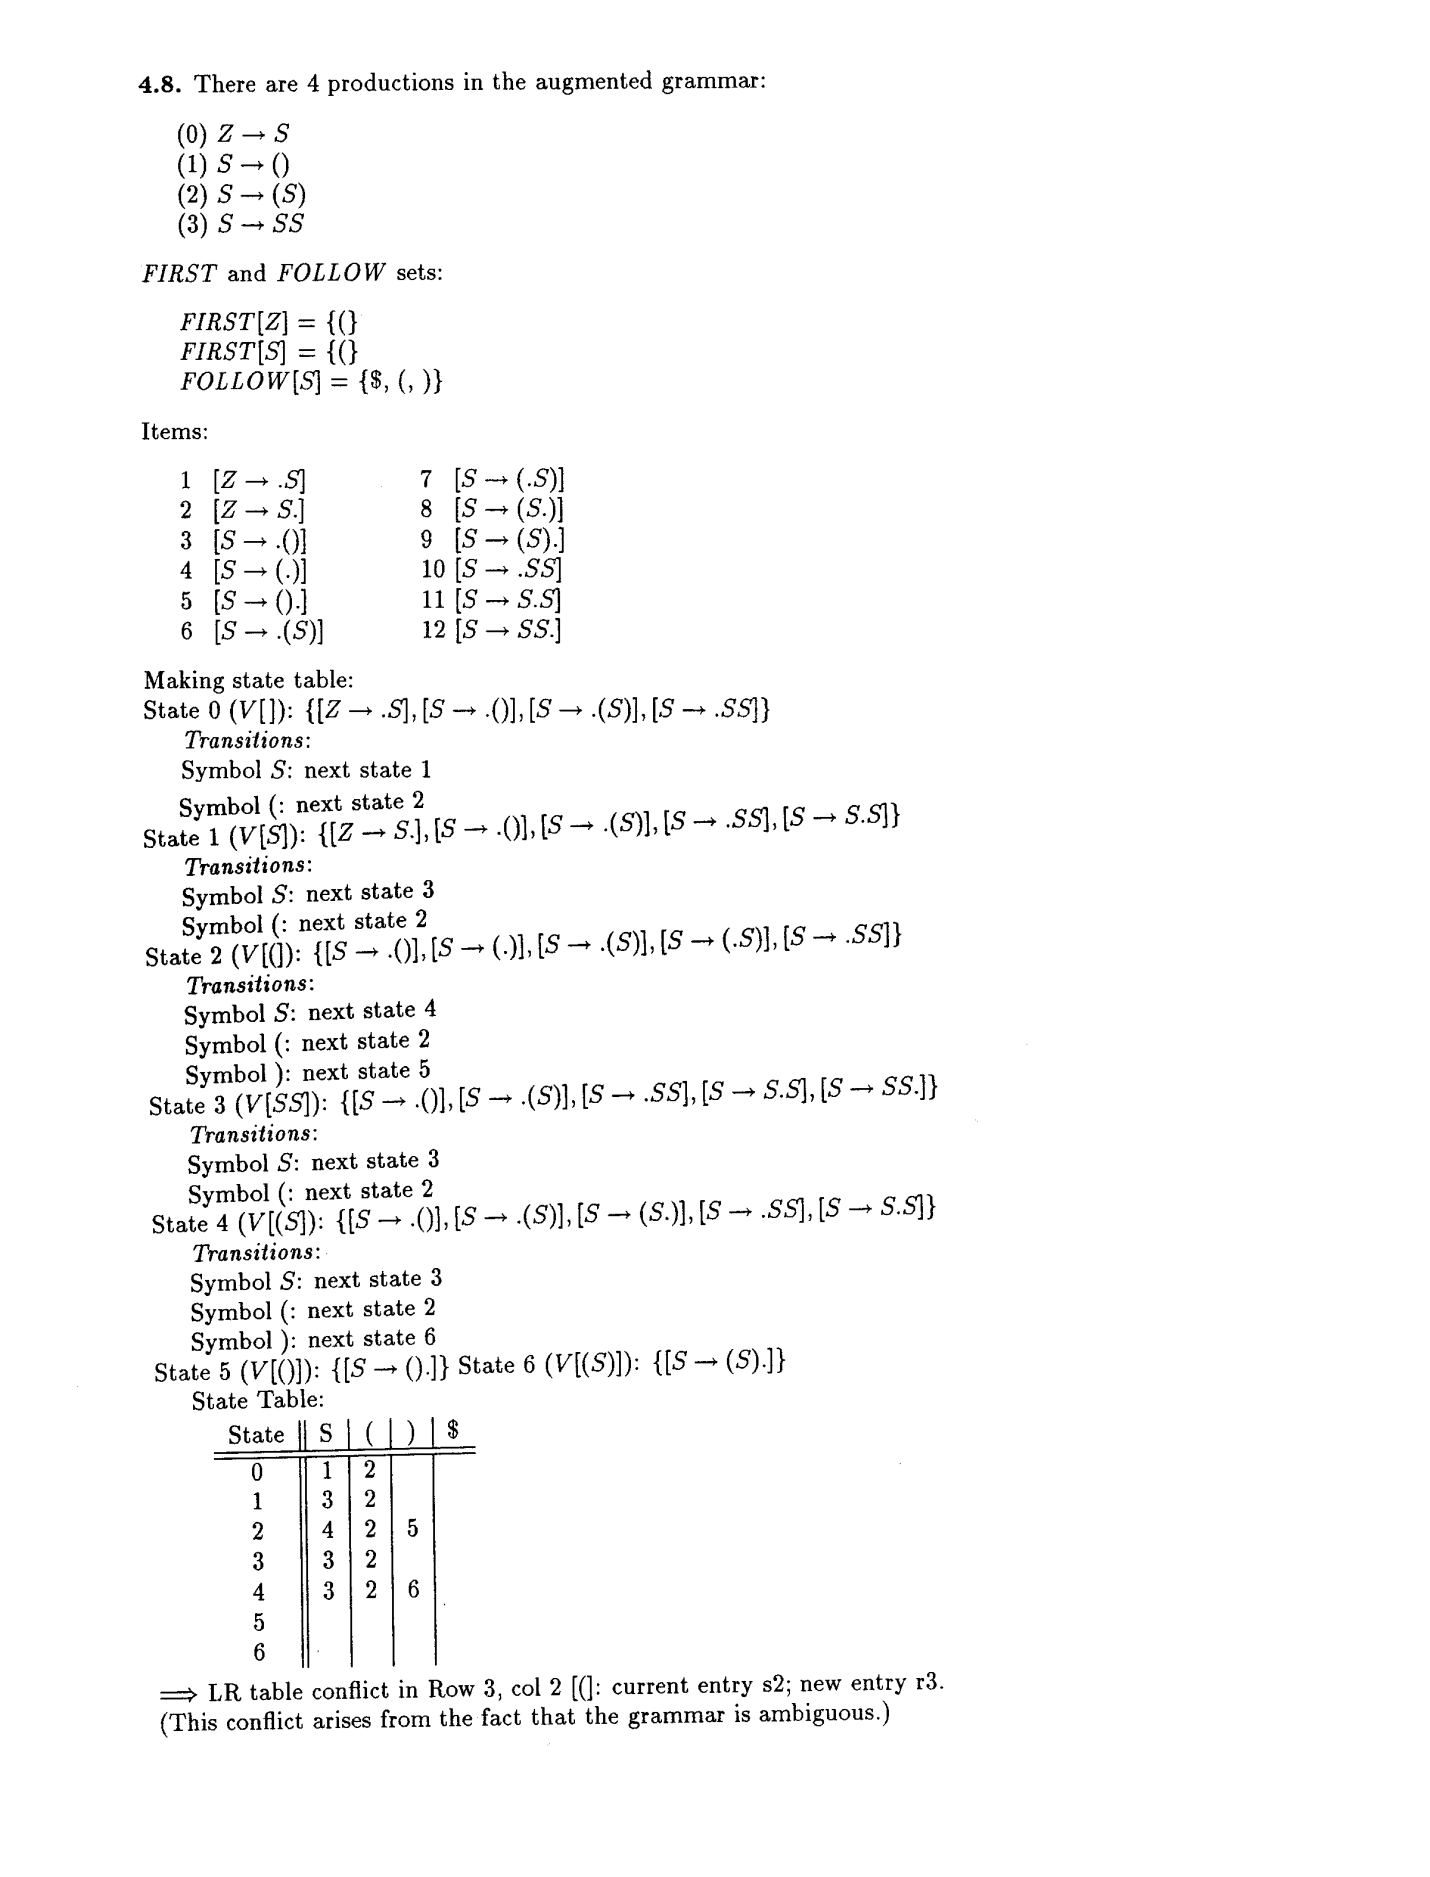 4.8. There are 4 productions in the augmented grammar:
(0) Z → S
(1) S → ()
(2) S → (S)
(3) S → SS
FIRST and FOLLOW sets:
FIRST[Z] = {(}
FIRST[S] = {(}
FOLLOW[S] = {$, (, )}
Items:
1 [Z → .S] 7 [S → (.S)]
2 [Z → S.] 8 [S → (S.)]
3 [S → .()] 9 [S → (S).]
4 [S → (.)] 10 [S → .SS]
5 [S → ().] 11 [S → S.S]
6 [S → .(S)] 12 [S → SS.]
Making state table:
State 0 (V[]): {[Z → .S], [S → .()], [S → .(S)], [S → .SS]}
Transitions:
Symbol S: next state 1
Symbol (: next state 2
State 1 (V[S]): {[Z → S.], [S → .()], [S → .(S)], [S → .SS], [S → S.S]}
Transitions:
Symbol S: next state 3
Symbol (: next state 2
State 2 (V[(]): {[S → .()], [S → (.)], [S → .(S)], [S → (.S)], [S → .SS]}
Transitions:
Symbol S: next state 4
Symbol (: next state 2
Symbol ): next state 5
State 3 (V[SS]): {[S → .()], [S → .(S)], [S → .SS], [S → S.S], [S → SS.]}
Transitions:
Symbol S: next state 3
Symbol (: next state 2
State 4 (V[(S]): {[S → .()], [S → .(S)], [S → (S.)], [S → .SS], [S → S.S]}
Transitions:
Symbol S: next state 3
Symbol (: next state 2
Symbol ): next state 6
State 5 (V[()]): {[S → ().]} State 6 (V[(S)]): {[S → (S).]}
State Table:
State S ( ) $
0 1 2
1 3 2
2 4 2 5
3 3 2
4 3 2 6
5
6
⟹ LR table conflict in Row 3, col 2 [(]: current entry s2; new entry r3.
(This conflict arises from the fact that the grammar is ambiguous.)